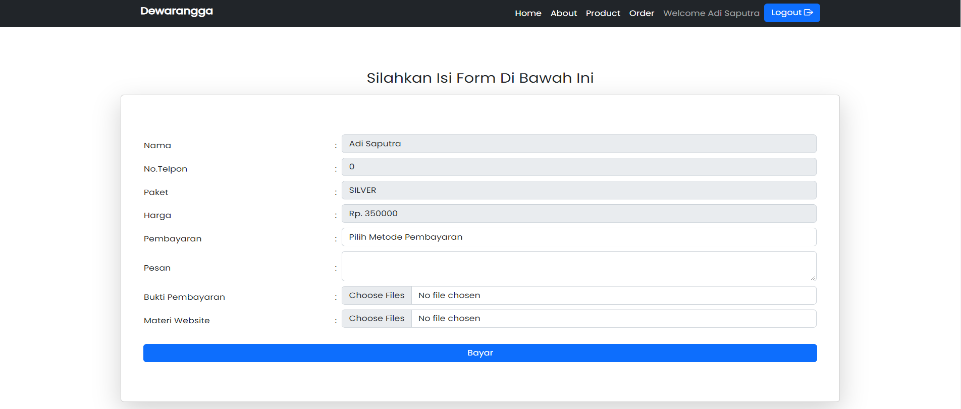 Dewarangga
Home About Product Order Welcome Adi Saputra Logout
Silahkan Isi Form Di Bawah Ini
Nama : Adi Saputra
No.Telpon : 0
Paket : SILVER
Harga : Rp. 350000
Pembayaran : Pilih Metode Pembayaran
Pesan :
Bukti Pembayaran : Choose Files No file chosen
Materi Website : Choose Files No file chosen
Bayar